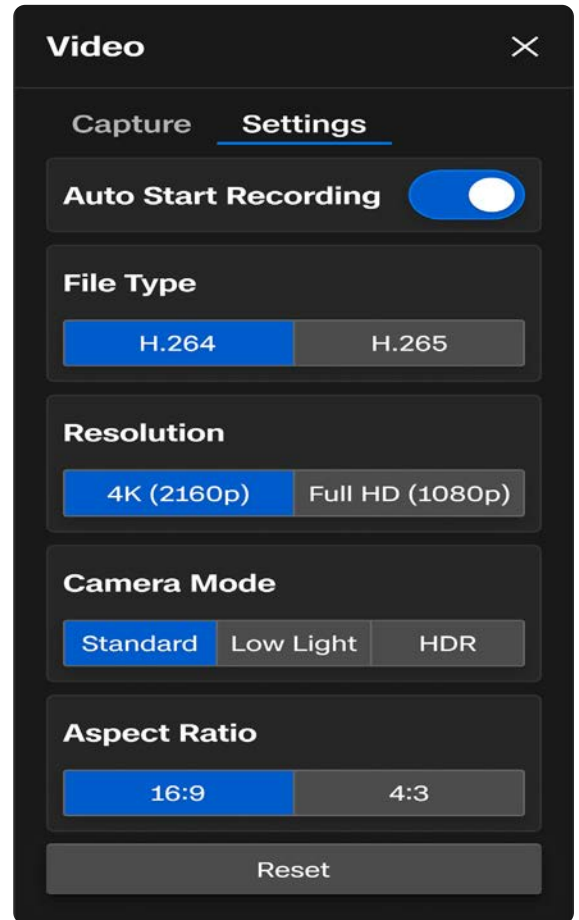 Video
Capture Settings
Auto Start Recording
File Type
H.264 H.265
Resolution
4K (2160p) Full HD (1080p)
Camera Mode
Standard Low Light HDR
Aspect Ratio
16:9 4:3
Reset